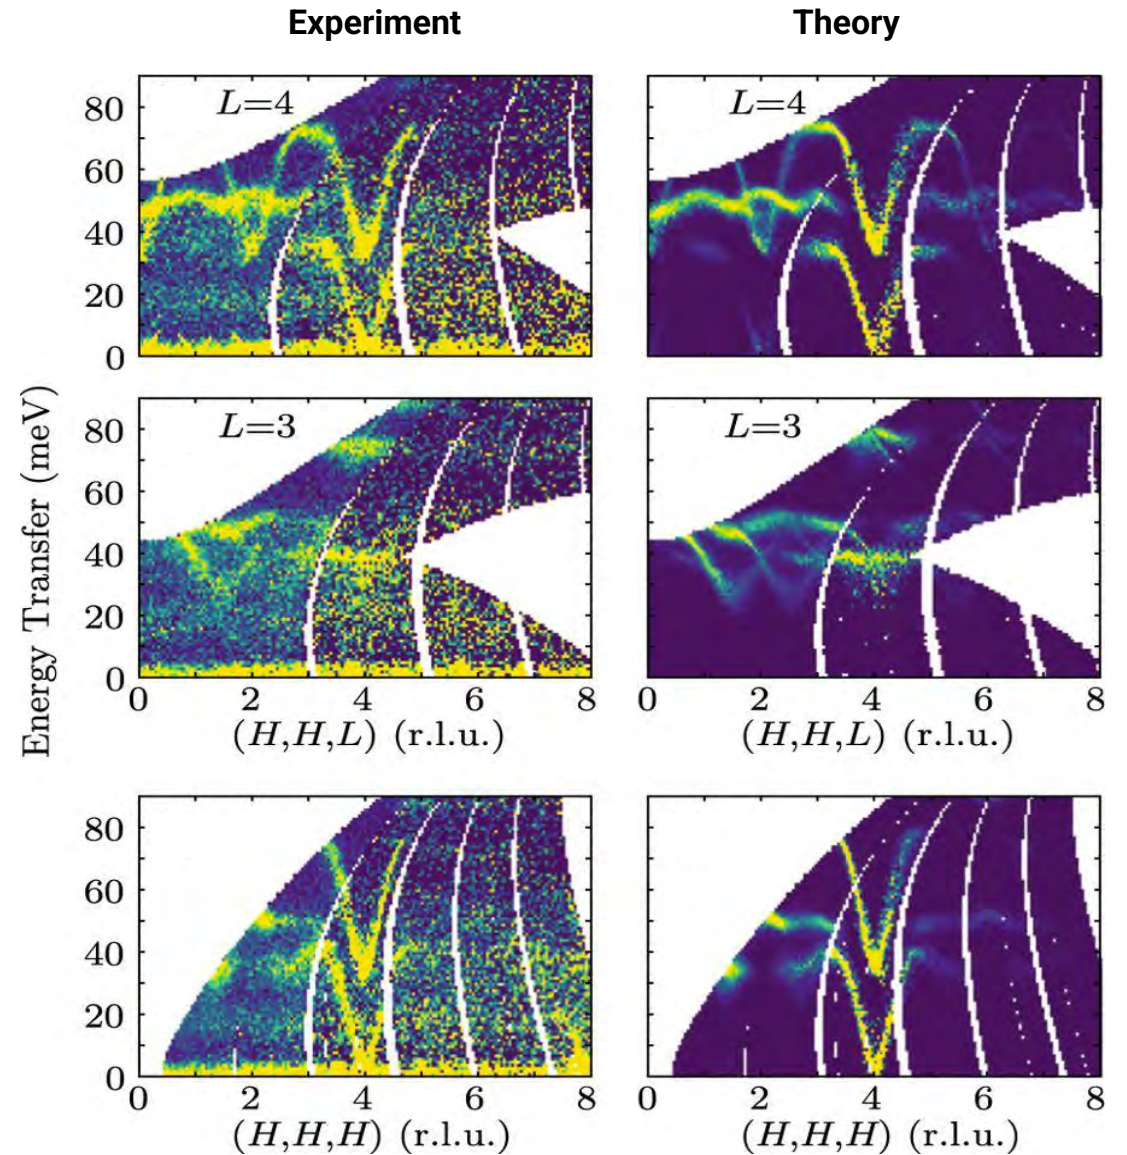 Experiment
Theory
L=4
L=4
80
60
40
20
0
L=3
L=3
80
60
40
20
0
0 2 4 6 8
0 2 4 6 8
(H,H,L) (r.l.u.)
(H,H,L) (r.l.u.)
Energy Transfer (meV)
80
60
40
20
0
0 2 4 6 8
0 2 4 6 8
(H,H,H) (r.l.u.)
(H,H,H) (r.l.u.)